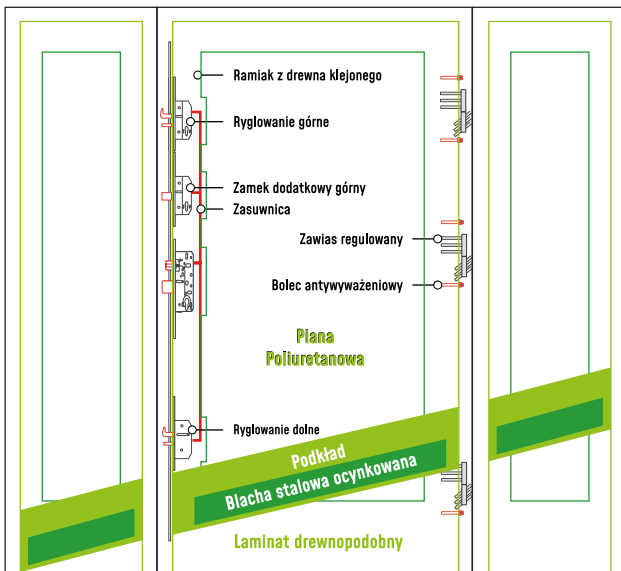 Ramiak z drewna klejonego
Ryglowanie górne
Zamek dodatkowy górny
Zasuwnica
Zawias regulowany
Bolec antywyważeniowy
Piana
Poliuretanowa
Ryglowanie dolne
Podkład
Blacha stalowa ocynkowana
Laminat drewnopodobny